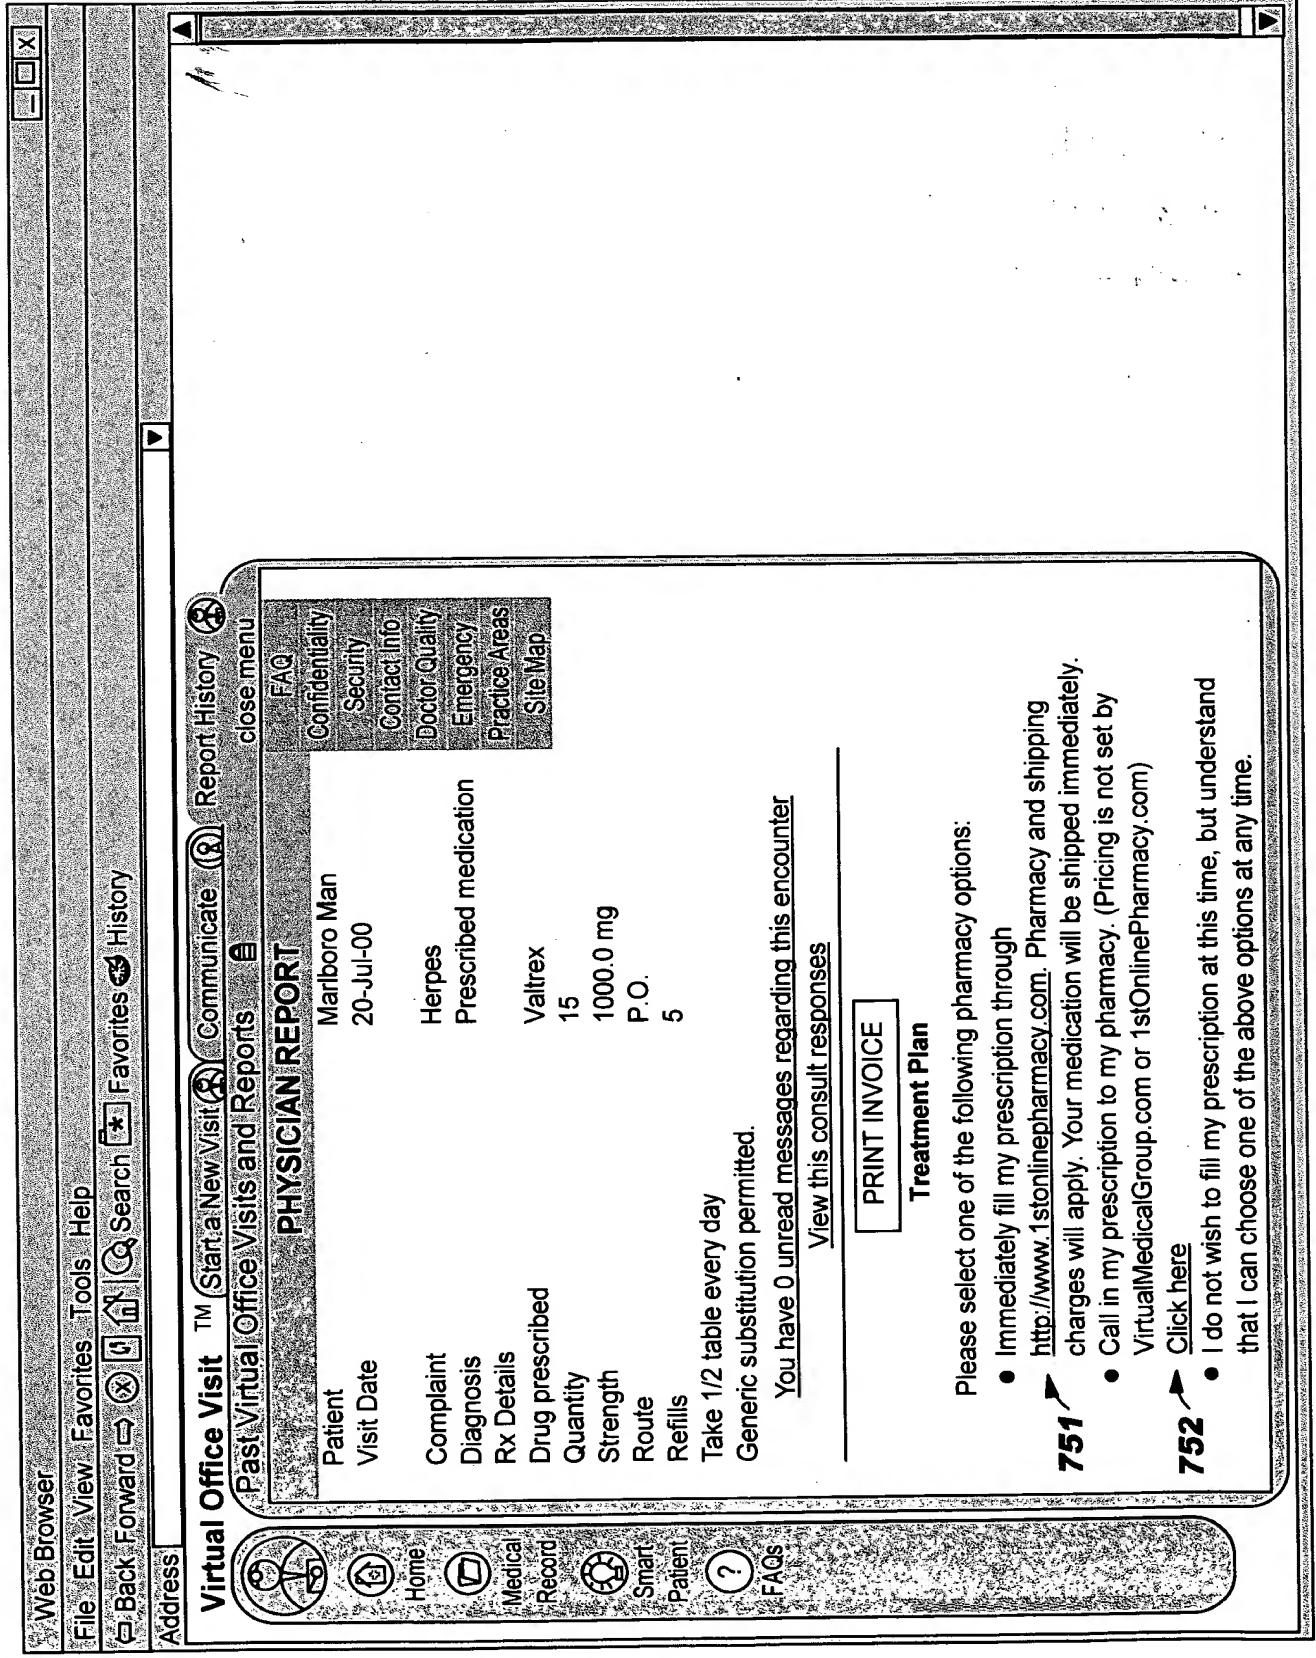 Web Browser
File Edit View Favorites Tools Help
Back Forward Search Favorites History
Address
Virtual Office Visit TM Start a New Visit Communicate Report History
Past Virtual Office Visits and Reports close menu
PHYSICIAN REPORT
FAQ
Confidentiality
Security
Contact Info
Doctor Quality
Emergency
Practice Areas
Site Map
Home
Medical
Record
Smart
Patient
?
FAQs
Patient Marlboro Man
Visit Date 20-Jul-00
Complaint Herpes
Diagnosis Prescribed medication
Rx Details
Drug prescribed Valtrex
Quantity 15
Strength 1000.0 mg
Route P.O.
Refills 5
Take 1/2 table every day
Generic substitution permitted.
You have 0 unread messages regarding this encounter
View this consult responses
PRINT INVOICE
Treatment Plan
Please select one of the following pharmacy options:
• Immediately fill my prescription through
http://www.1stonlinepharmacy.com. Pharmacy and shipping
751 charges will apply. Your medication will be shipped immediately.
• Call in my prescription to my pharmacy. (Pricing is not set by
VirtualMedicalGroup.com or 1stOnlinePharmacy.com)
752 Click here
• I do not wish to fill my prescription at this time, but understand
that I can choose one of the above options at any time.